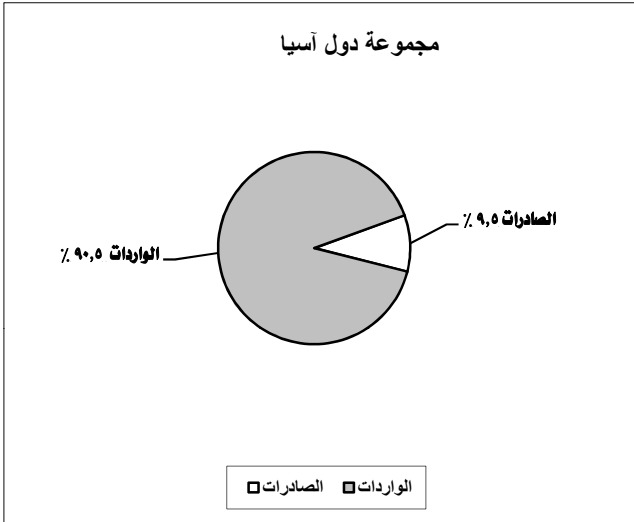 مجموعة دول آسيا
الصادرات ٩,٥ ٪
الواردات ٩٠,٥ ٪
الواردات الصادرات